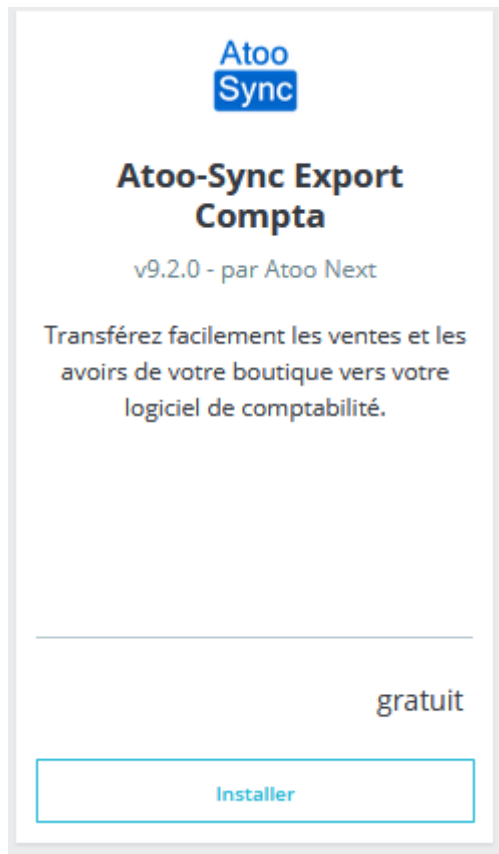 Atoo
Sync
Atoo-Sync Export
Compta
v9.2.0 - par Atoo Next
Transférez facilement les ventes et les
avoirs de votre boutique vers votre
logiciel de comptabilité.
gratuit
Installer